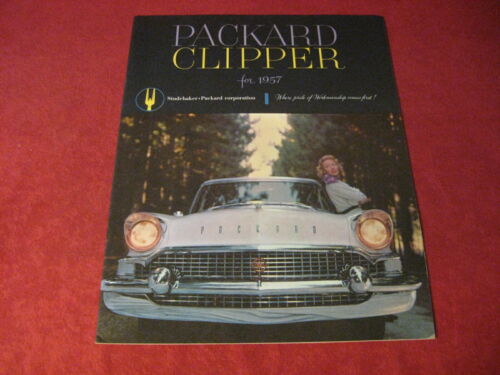 PACKARD
CLIPPER
for 1957
Studebaker-Packard corporation
Where pride of Workmanship comes first!
PACKARD